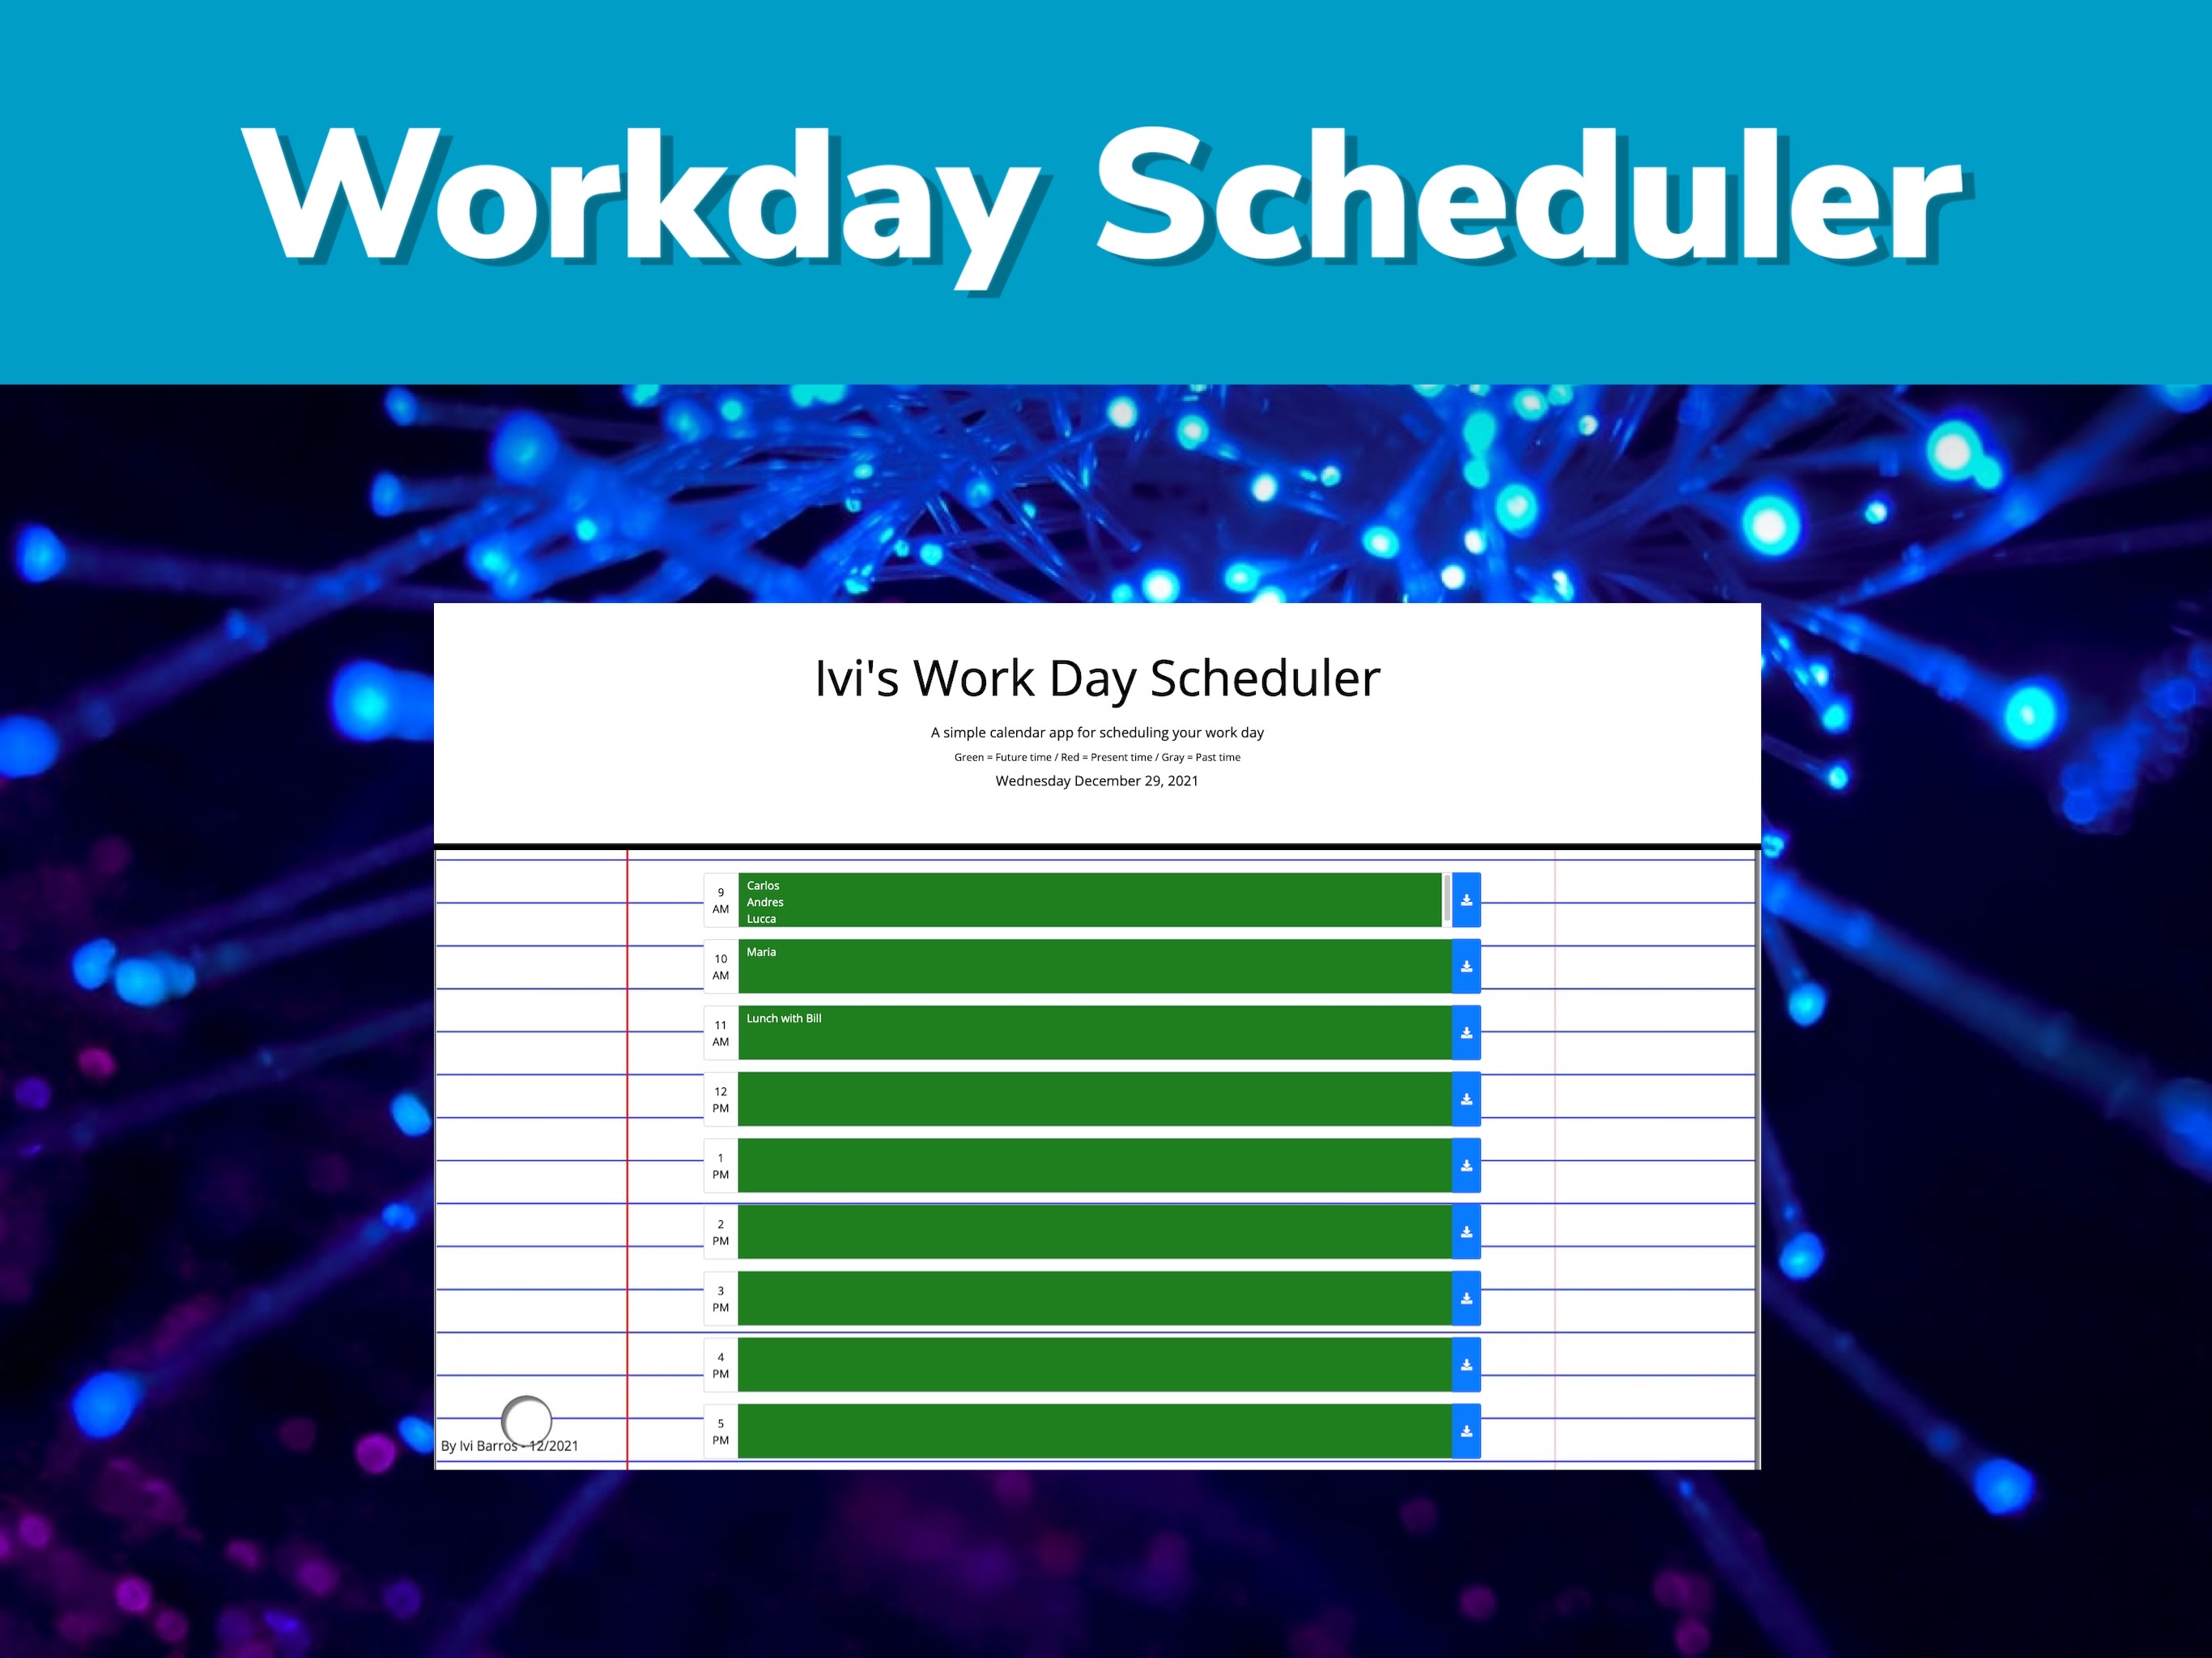 Workday Scheduler
Ivi's Work Day Scheduler
A simple calendar app for scheduling your work day
Green = Future time / Red = Present time / Gray = Past time
Wednesday December 29, 2021
9
AM
Carlos
Andres
Lucca
10
AM
Maria
11
AM
Lunch with Bill
12
PM
1
PM
2
PM
3
PM
4
PM
5
PM
By Ivi Barros - 12/2021